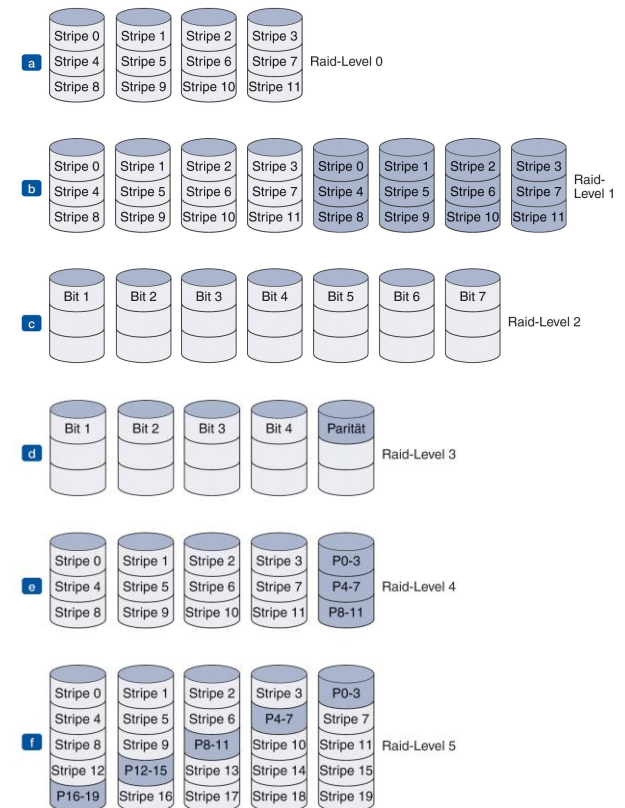 Stripe 0 Stripe 1 Stripe 2 Stripe 3
a Stripe 4 Stripe 5 Stripe 6 Stripe 7 Raid-Level 0
Stripe 8 Stripe 9 Stripe 10 Stripe 11
Stripe 0 Stripe 1 Stripe 2 Stripe 3 Stripe 0 Stripe 1 Stripe 2 Stripe 3
b Stripe 4 Stripe 5 Stripe 6 Stripe 7 Stripe 4 Stripe 5 Stripe 6 Stripe 7 Raid-
Level 1
Stripe 8 Stripe 9 Stripe 10 Stripe 11 Stripe 8 Stripe 9 Stripe 10 Stripe 11
Bit 1 Bit 2 Bit 3 Bit 4 Bit 5 Bit 6 Bit 7
c Raid-Level 2
Bit 1 Bit 2 Bit 3 Bit 4 Parität
d Raid-Level 3
Stripe 0 Stripe 1 Stripe 2 Stripe 3 P0-3
e Stripe 4 Stripe 5 Stripe 6 Stripe 7 P4-7 Raid-Level 4
Stripe 8 Stripe 9 Stripe 10 Stripe 11 P8-11
Stripe 0 Stripe 1 Stripe 2 Stripe 3 P0-3
Stripe 4 Stripe 5 Stripe 6 P4-7 Stripe 7
f Stripe 8 Stripe 9 P8-11 Stripe 10 Stripe 11 Raid-Level 5
Stripe 12 P12-15 Stripe 13 Stripe 14 Stripe 15
P16-19 Stripe 16 Stripe 17 Stripe 18 Stripe 19